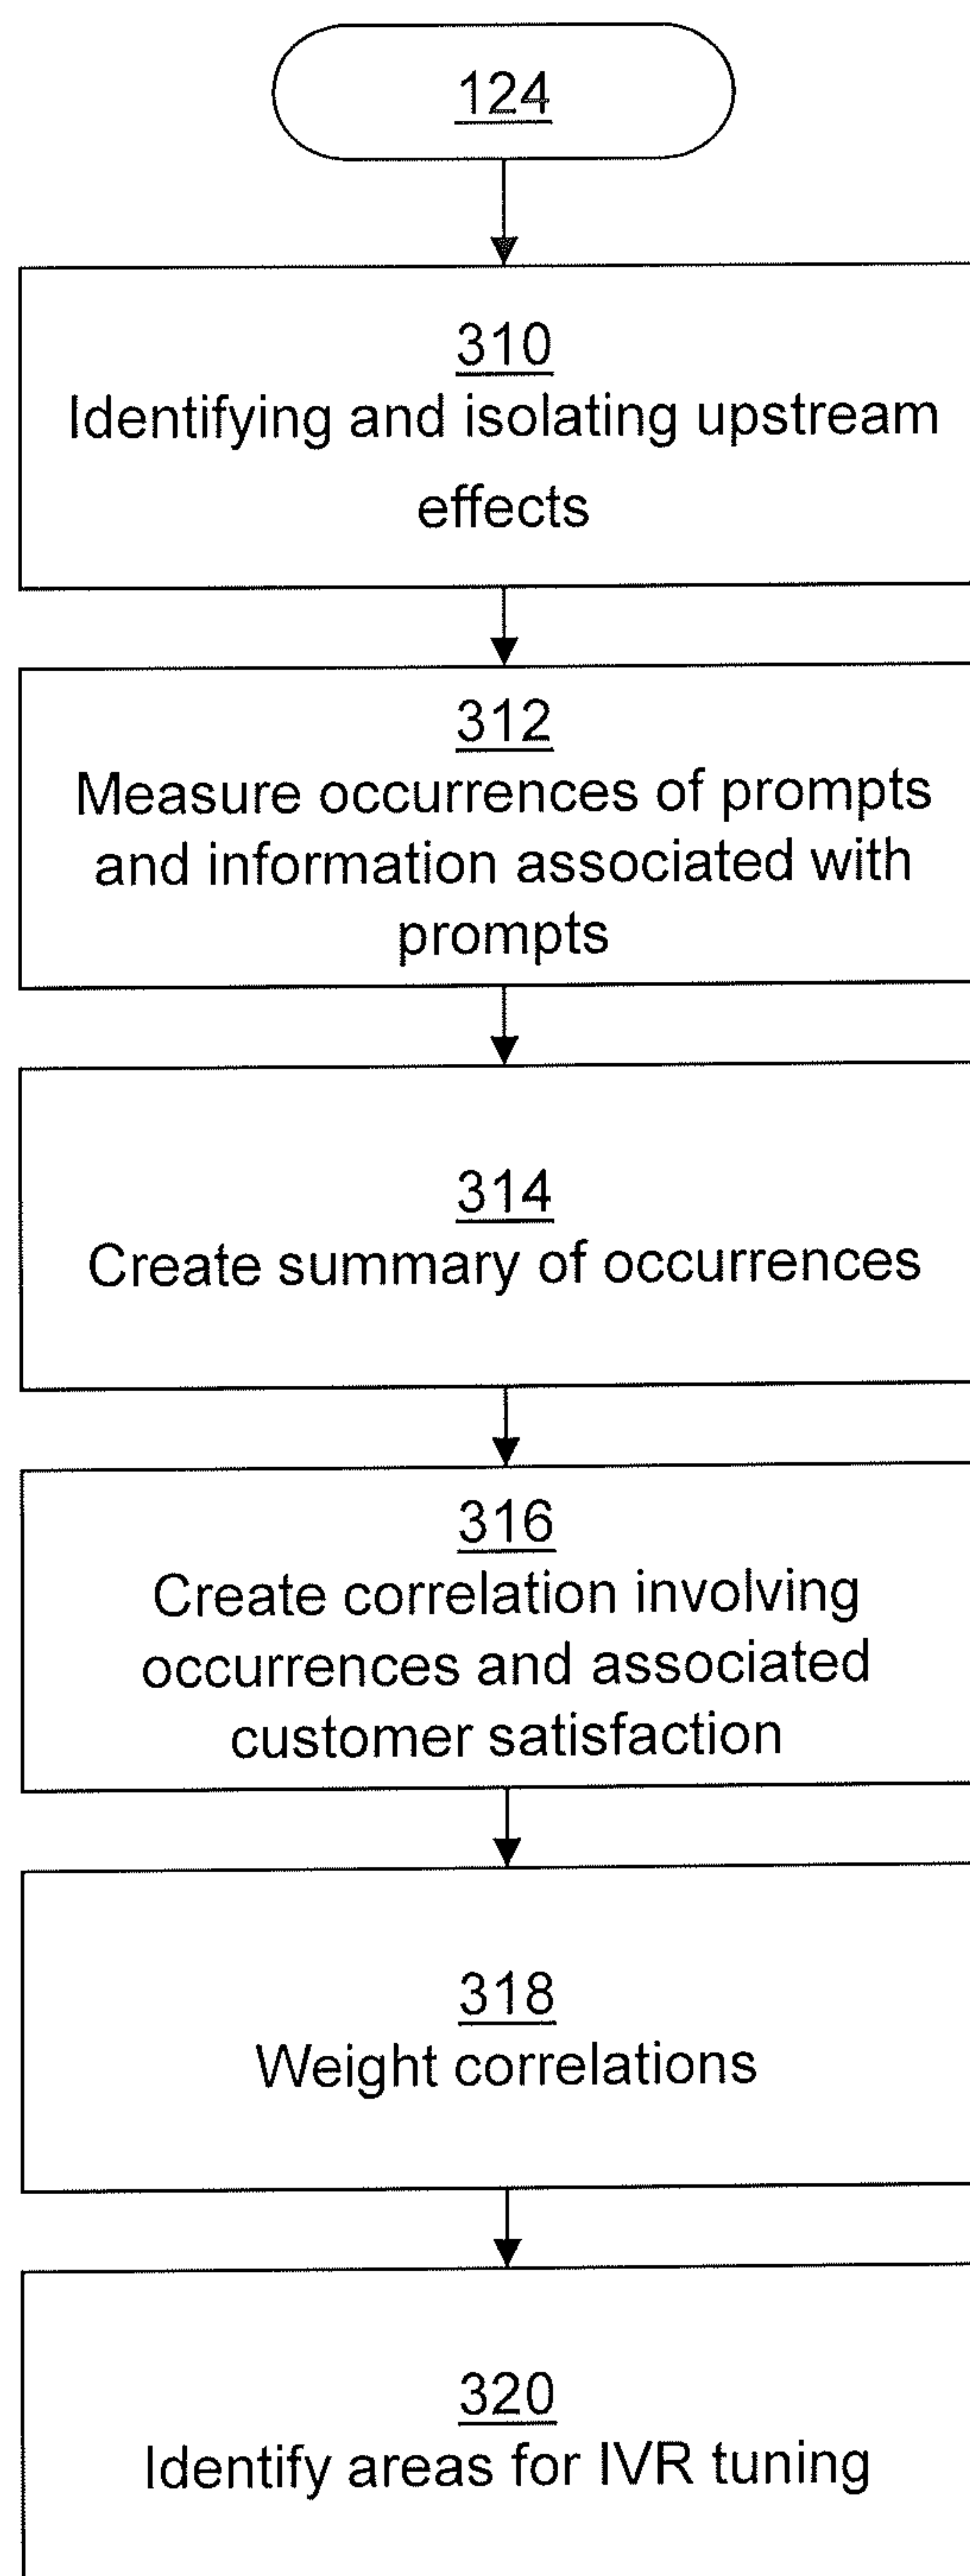 124
310
Identifying and isolating upstream
effects
312
Measure occurrences of prompts
and information associated with
prompts
314
Create summary of occurrences
316
Create correlation involving
occurrences and associated
customer satisfaction
318
Weight correlations
320
Identify areas for IVR tuning